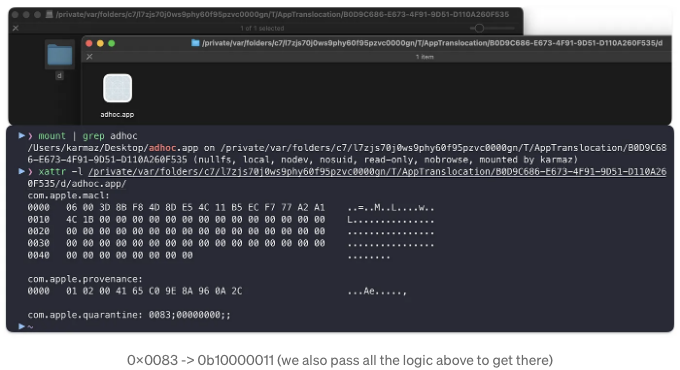 /private/var/folders/c7/l7zjs70j0ws9phy60f95pzvc0000gn/T/AppTranslocation/B0D9C686-E673-4F91-9D51-D110A260F535
1 of 1 selected
d
/private/var/folders/c7/l7zjs70j0ws9phy60f95pzvc0000gn/T/AppTranslocation/B0D9C686-E673-4F91-9D51-D110A260F535/d
1 item
adhoc.app
❯ mount | grep adhoc
/Users/karmaz/Desktop/adhoc.app on /private/var/folders/c7/l7zjs70j0ws9phy60f95pzvc0000gn/T/AppTranslocation/B0D9C68
6-E673-4F91-9D51-D110A260F535 (nullfs, local, nodev, nosuid, read-only, nobrowse, mounted by karmaz)
❯ xattr -l /private/var/folders/c7/l7zjs70j0ws9phy60f95pzvc0000gn/T/AppTranslocation/B0D9C686-E673-4F91-9D51-D110A26
0F535/d/adhoc.app/
com.apple.macl:
0000 06 00 3D 8B F8 4D 8D E5 4C 11 B5 EC F7 77 A2 A1 ..=..M..L....w..
0010 4C 1B 00 00 00 00 00 00 00 00 00 00 00 00 00 00 L...............
0020 00 00 00 00 00 00 00 00 00 00 00 00 00 00 00 00 ................
0030 00 00 00 00 00 00 00 00 00 00 00 00 00 00 00 00 ................
0040 00 00 00 00 00 00 00 00 ........
com.apple.provenance:
0000 01 02 00 41 65 C0 9E 8A 96 0A 2C ...Ae.....,
com.apple.quarantine: 0083;00000000;;
~
0x0083 -> 0b10000011 (we also pass all the logic above to get there)